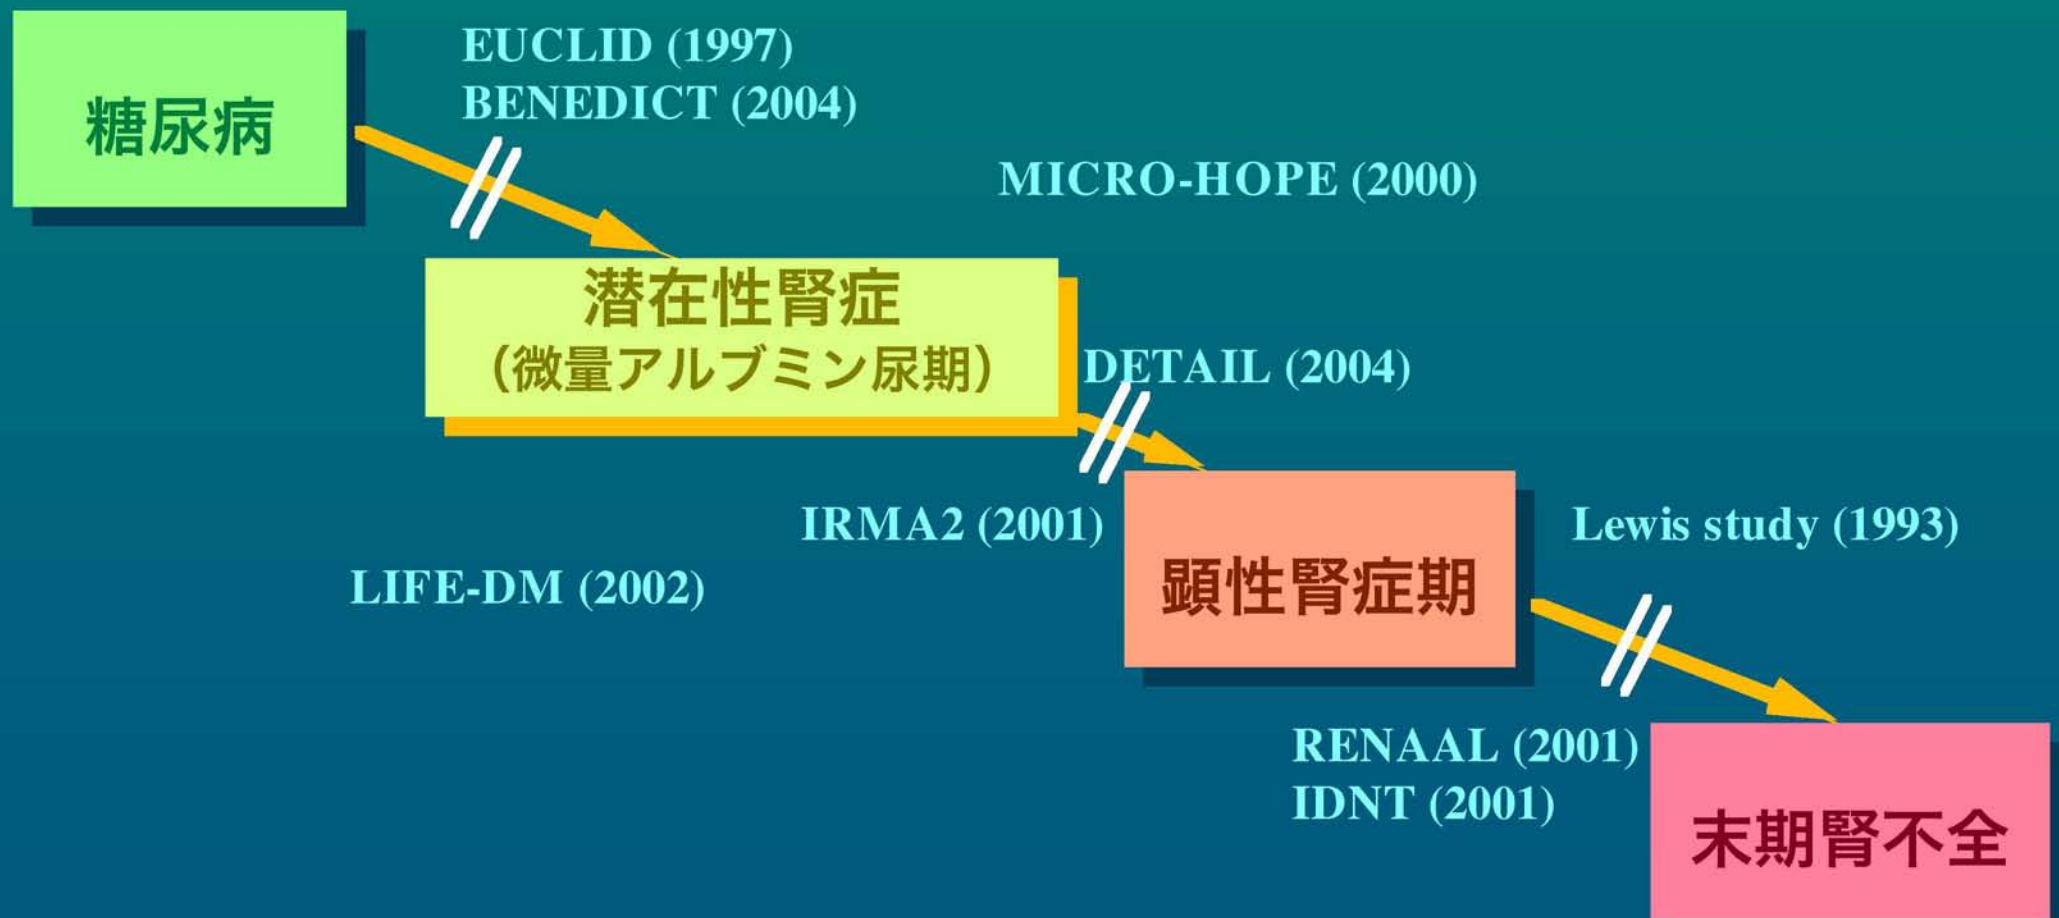 EUCLID (1997)
BENEDICT (2004)
糖尿病
MICRO-HOPE (2000)
潜在性腎症
（微量アルブミン尿期）
DETAIL (2004)
IRMA2 (2001)
Lewis study (1993)
LIFE-DM (2002)
顕性腎症期
RENAAL (2001)
IDNT (2001)
末期腎不全